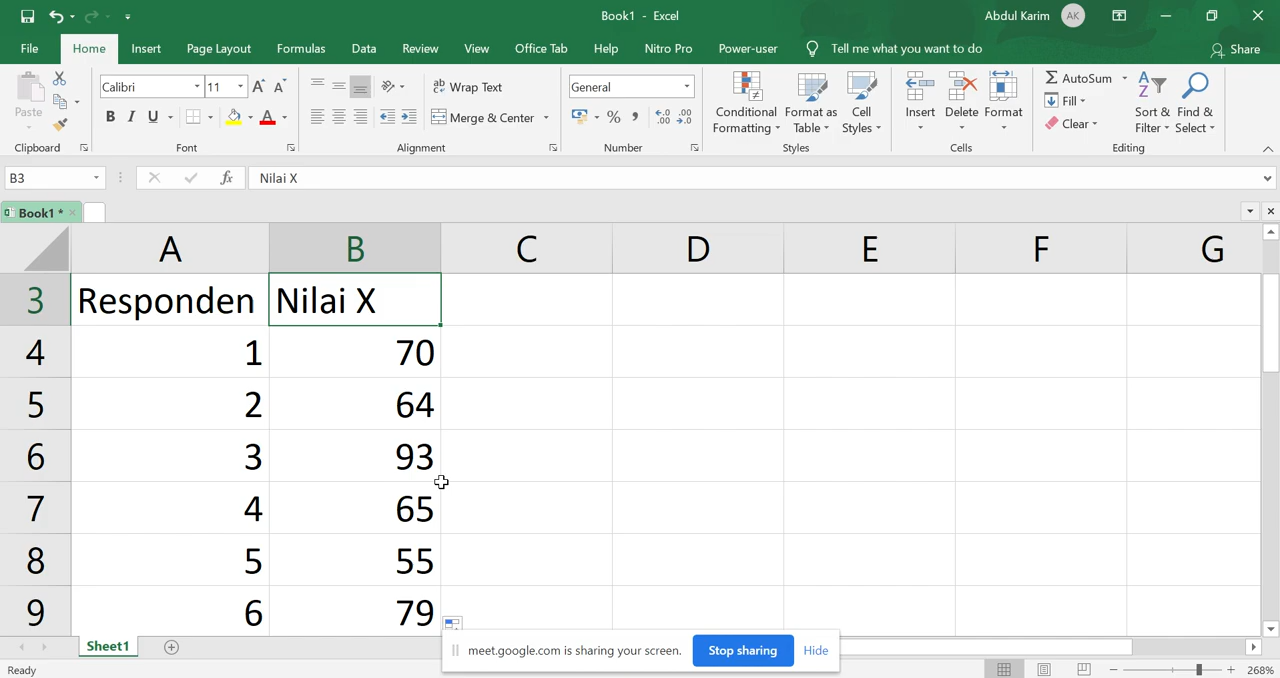 Book1 - Excel
Abdul Karim
AK
File
Home
Insert
Page Layout
Formulas
Data
Review
View
Office Tab
Help
Nitro Pro
Power-user
Tell me what you want to do
Share
Paste
Clipboard
Calibri
11
B I U
Font
Wrap Text
Merge & Center
Alignment
General
Number
Conditional
Formatting
Format as
Table
Cell
Styles
Styles
Insert
Delete
Format
Cells
AutoSum
Fill
Clear
Sort &
Filter
Find &
Select
Editing
B3
fx
Nilai X
Book1 *
A B C D E F G
3 Responden Nilai X
4 1 70
5 2 64
6 3 93
7 4 65
8 5 55
9 6 79
Sheet1
meet.google.com is sharing your screen.
Stop sharing
Hide
Ready
268%